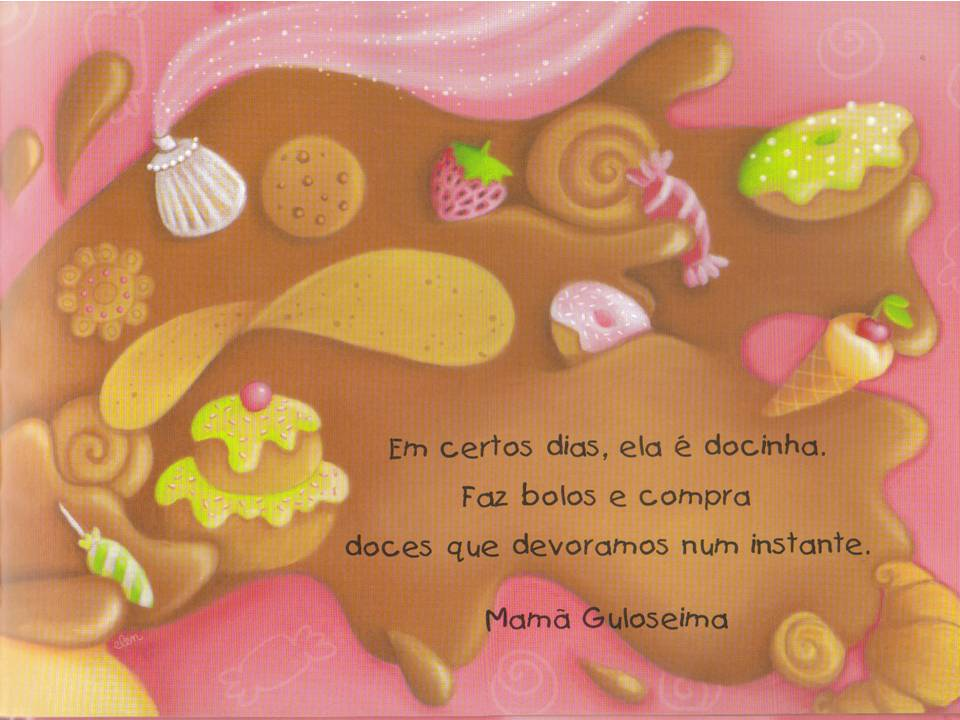 Em certos dias, ela é docinha.
Faz bolos e compra
doces que devoramos num instante.
Mamã Guloseima